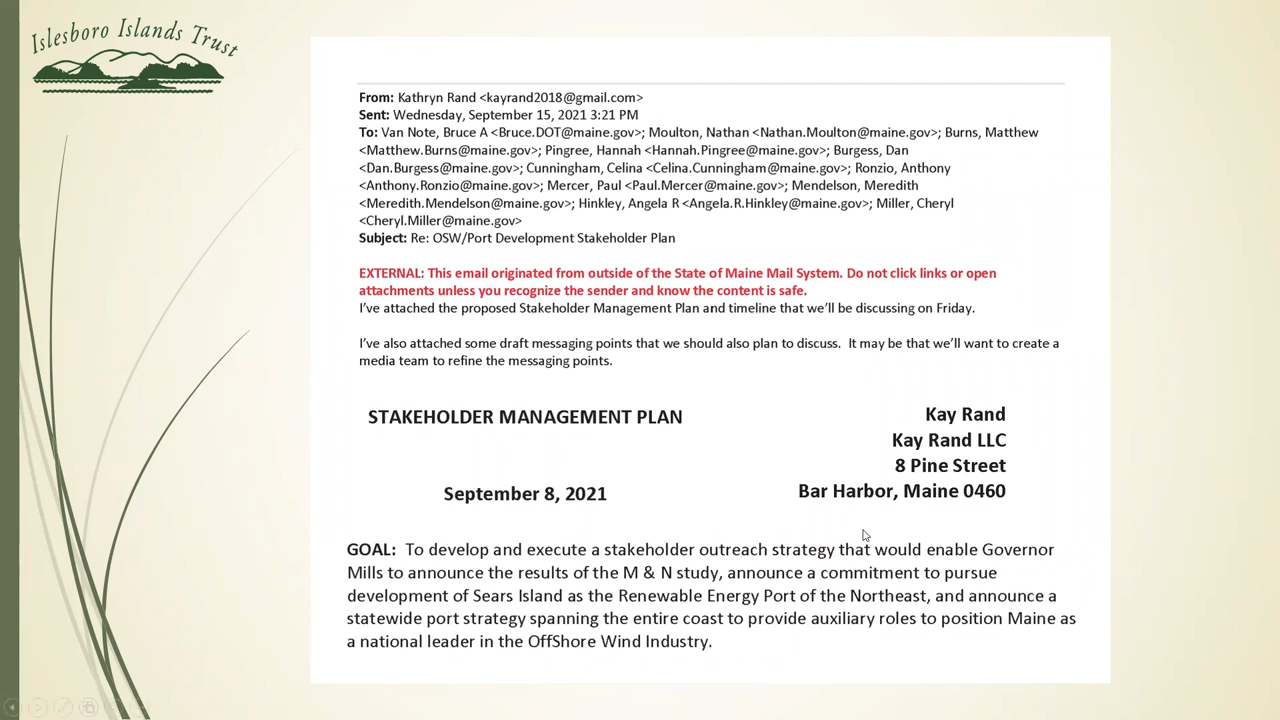 Islesboro Islands Trust
From: Kathryn Rand <kayrand2018@gmail.com>
Sent: Wednesday, September 15, 2021 3:21 PM
To: Van Note, Bruce A <Bruce.DOT@maine.gov>; Moulton, Nathan <Nathan.Moulton@maine.gov>; Burns, Matthew
<Matthew.Burns@maine.gov>; Pingree, Hannah <Hannah.Pingree@maine.gov>; Burgess, Dan
<Dan.Burgess@maine.gov>; Cunningham, Celina <Celina.Cunningham@maine.gov>; Ronzio, Anthony
<Anthony.Ronzio@maine.gov>; Mercer, Paul <Paul.Mercer@maine.gov>; Mendelson, Meredith
<Meredith.Mendelson@maine.gov>; Hinkley, Angela R <Angela.R.Hinkley@maine.gov>; Miller, Cheryl
<Cheryl.Miller@maine.gov>
Subject: Re: OSW/Port Development Stakeholder Plan
EXTERNAL: This email originated from outside of the State of Maine Mail System. Do not click links or open
attachments unless you recognize the sender and know the content is safe.
I've attached the proposed Stakeholder Management Plan and timeline that we'll be discussing on Friday.
I've also attached some draft messaging points that we should also plan to discuss.  It may be that we'll want to create a
media team to refine the messaging points.
STAKEHOLDER MANAGEMENT PLAN
September 8, 2021
Kay Rand
Kay Rand LLC
8 Pine Street
Bar Harbor, Maine 0460
GOAL:  To develop and execute a stakeholder outreach strategy that would enable Governor
Mills to announce the results of the M & N study, announce a commitment to pursue
development of Sears Island as the Renewable Energy Port of the Northeast, and announce a
statewide port strategy spanning the entire coast to provide auxiliary roles to position Maine as
a national leader in the OffShore Wind Industry.